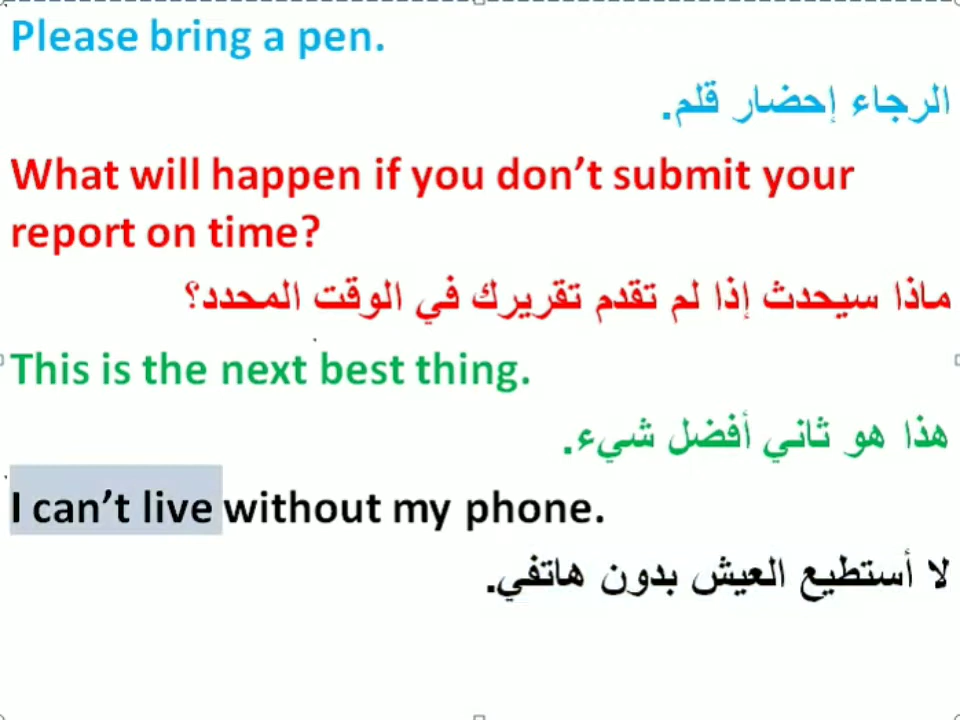 Please bring a pen.
الرجاء إحضار قلم.
What will happen if you don’t submit your
report on time?
ماذا سيحدث إذا لم تقدم تقريرك في الوقت المحدد؟
This is the next best thing.
هذا هو ثاني أفضل شيء.
I can’t live without my phone.
لا أستطيع العيش بدون هاتفي.